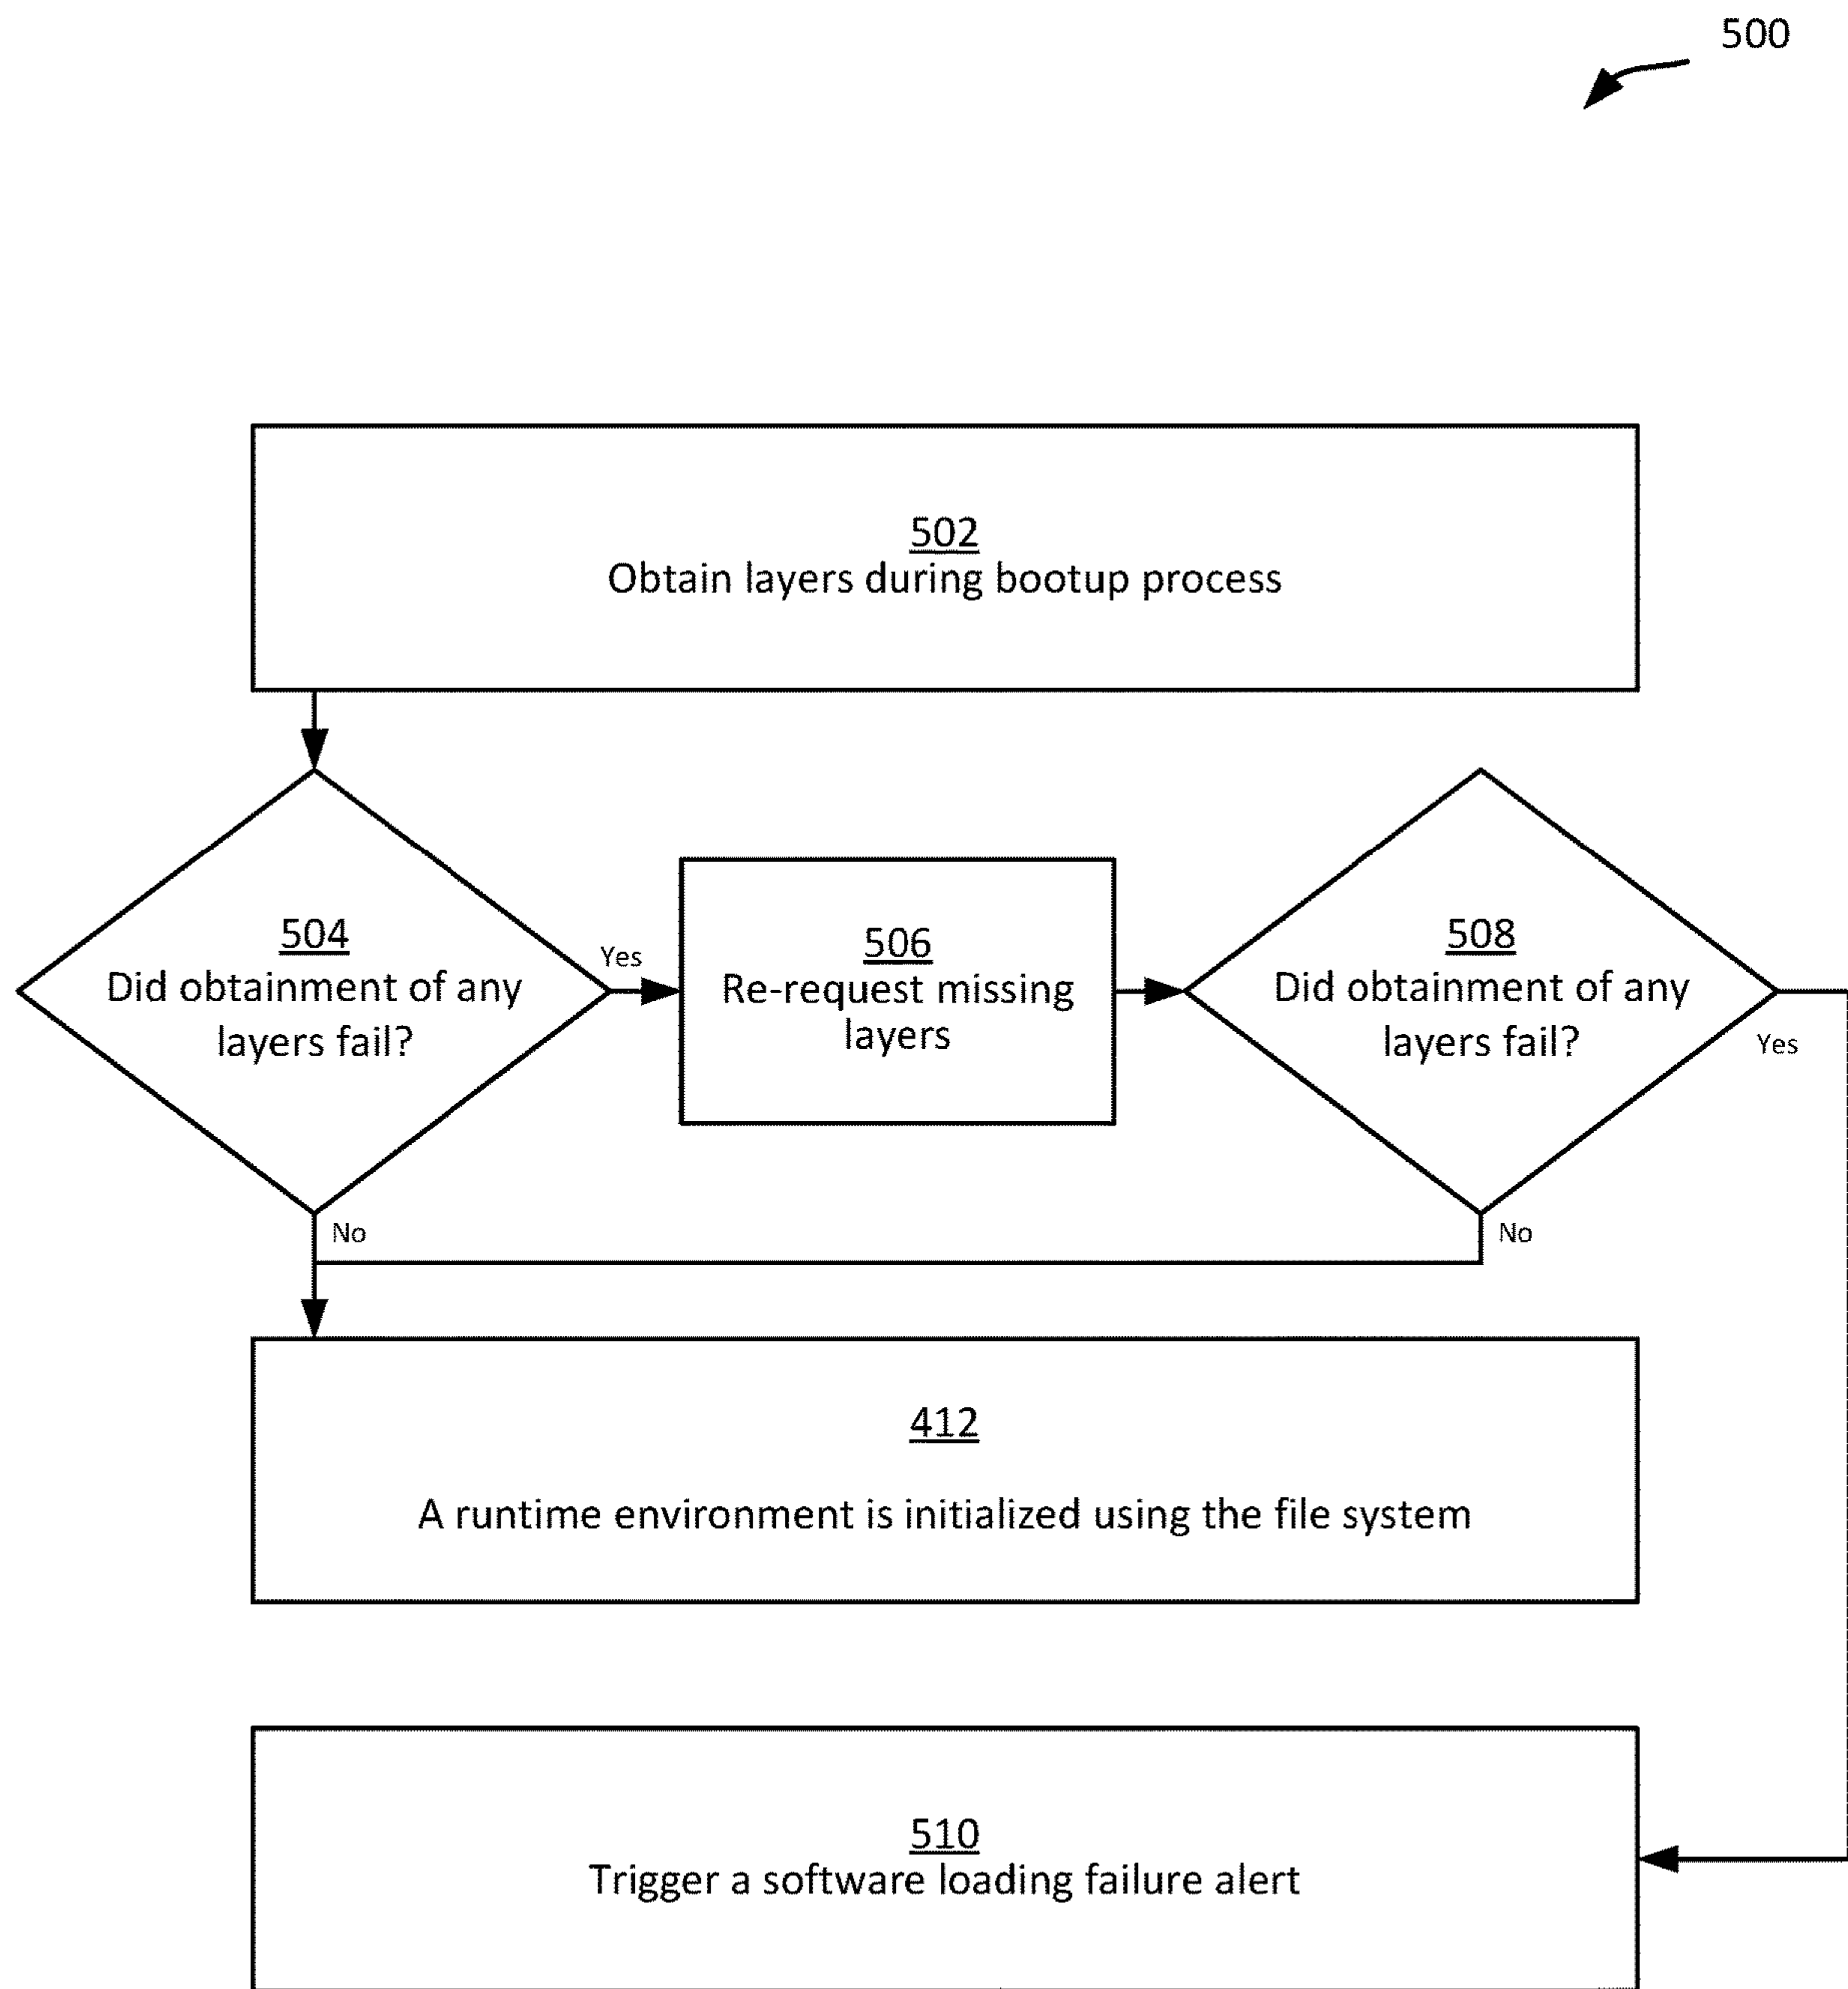 500
502
Obtain layers during bootup process
504
Did obtainment of any
layers fail?
Yes
506
Re-request missing
layers
508
Did obtainment of any
layers fail?
Yes
No
No
412
A runtime environment is initialized using the file system
510
Trigger a software loading failure alert